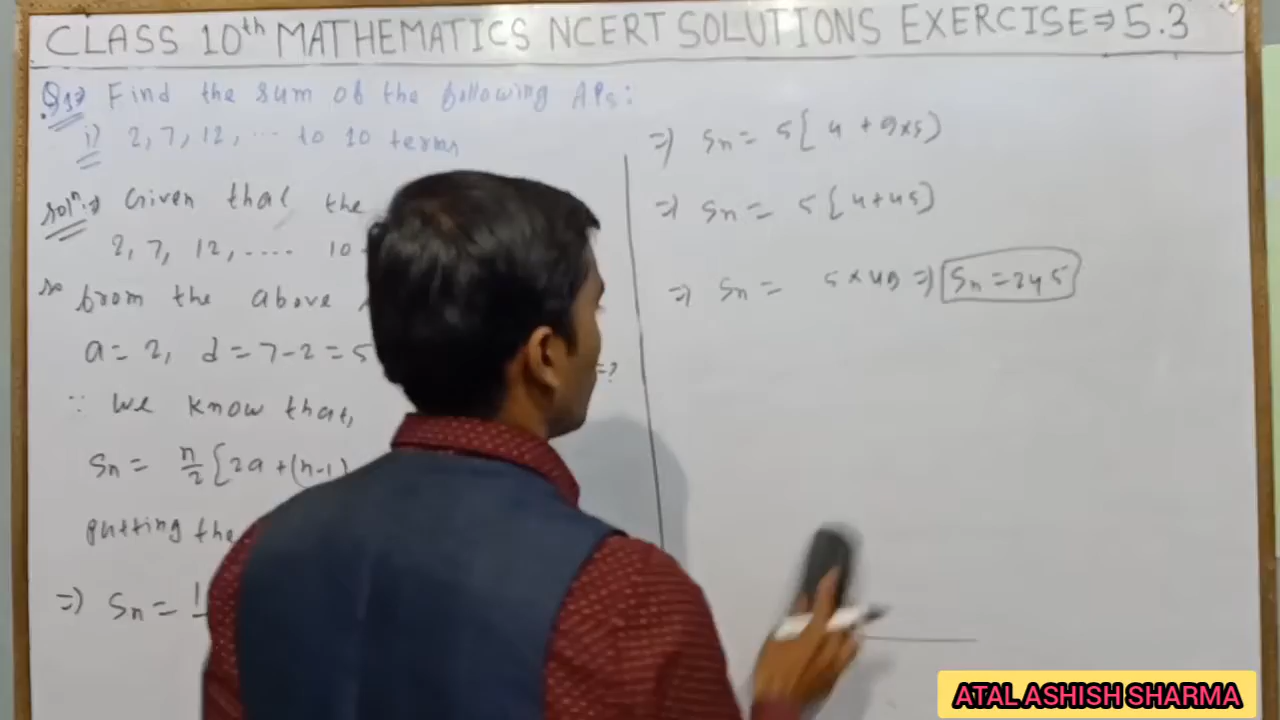 CLASS 10th MATHEMATICS NCERT SOLUTIONS EXERCISE ⇒ 5.3
Q1⇒ Find the sum of the following APs:
i) 2, 7, 12, ... to 10 terms
Solⁿ:⇒ Given that the
2, 7, 12, .... 10
so from the above
a = 2, d = 7-2 = 5
=?
∵ We know that,
Sn = n/2 [2a + (n-1)
putting the
=) Sn =
=) Sn = 5[4 + 9×5)
=) Sn = 5[4+45)
=) Sn = 5×49 =) Sn = 245
ATAL ASHISH SHARMA